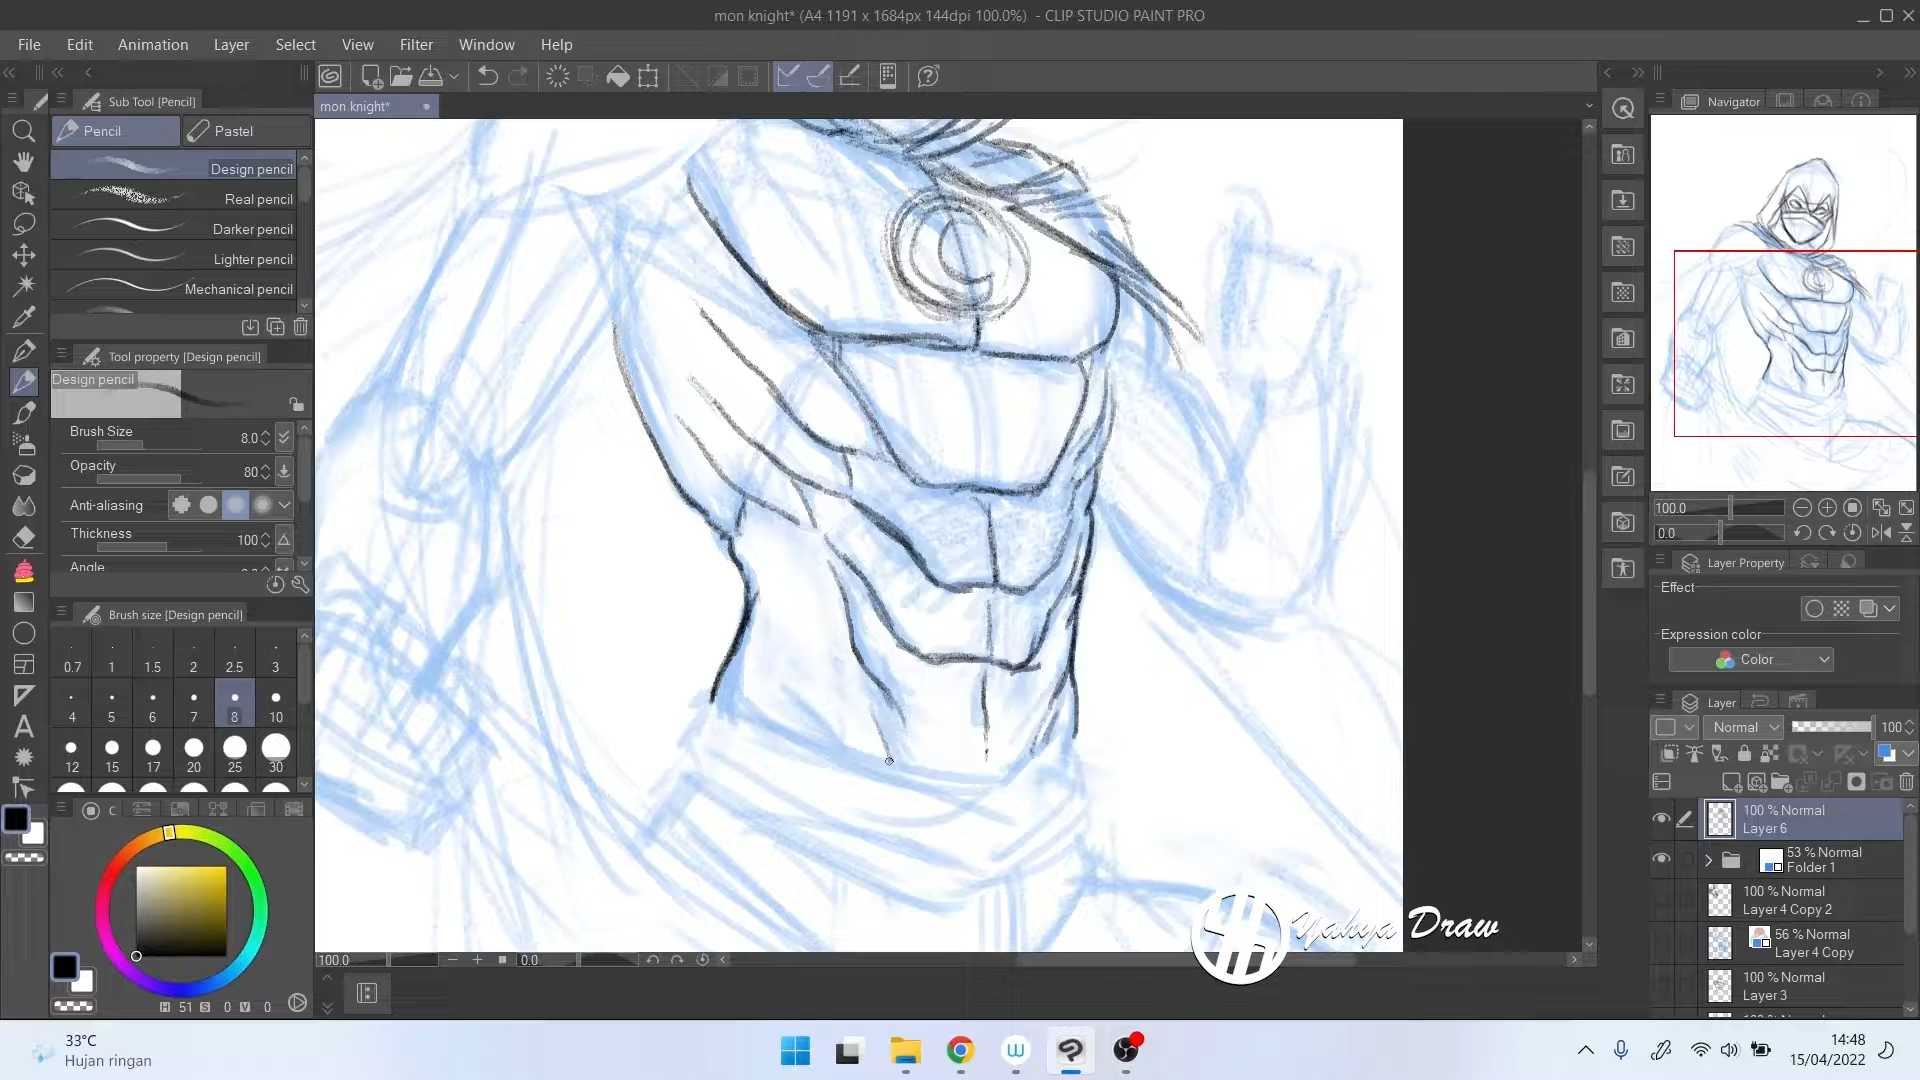 mon knight* (A4 1191 x 1684px 144dpi 100.0%) - CLIP STUDIO PAINT PRO
File Edit Animation Layer Select View Filter Window Help
Sub Tool [Pencil]
mon knight*
Navigator
Pencil Pastel
Design pencil
Real pencil
Darker pencil
Lighter pencil
Mechanical pencil
Tool property [Design pencil]
Design pencil
Brush Size 8.0
Opacity 80
Anti-aliasing
Thickness 100
Angle
Brush size [Design pencil]
0.7 1 1.5 2 2.5 3
4 5 6 7 8 10
12 15 17 20 25 30
C
H 51 S 0 V 0
100.0 0.0
100.0
0.0
Layer Property
Effect
Expression color
Color
Layer
Normal 100
100 % Normal
Layer 6
53 % Normal
Folder 1
100 % Normal
Layer 4 Copy 2
56 % Normal
Layer 4 Copy
100 % Normal
Layer 3
Yahya Draw
33°C
Hujan ringan
14:48
15/04/2022